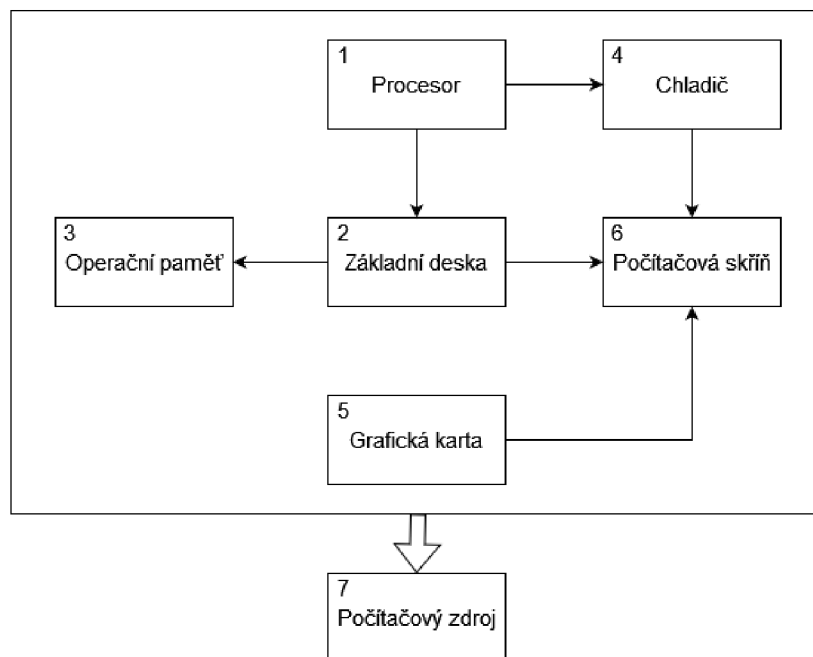 1
Procesor
4
Chladič
3
Operační paměť
2
Základní deska
6
Počítačová skříň
5
Grafická karta
7
Počítačový zdroj